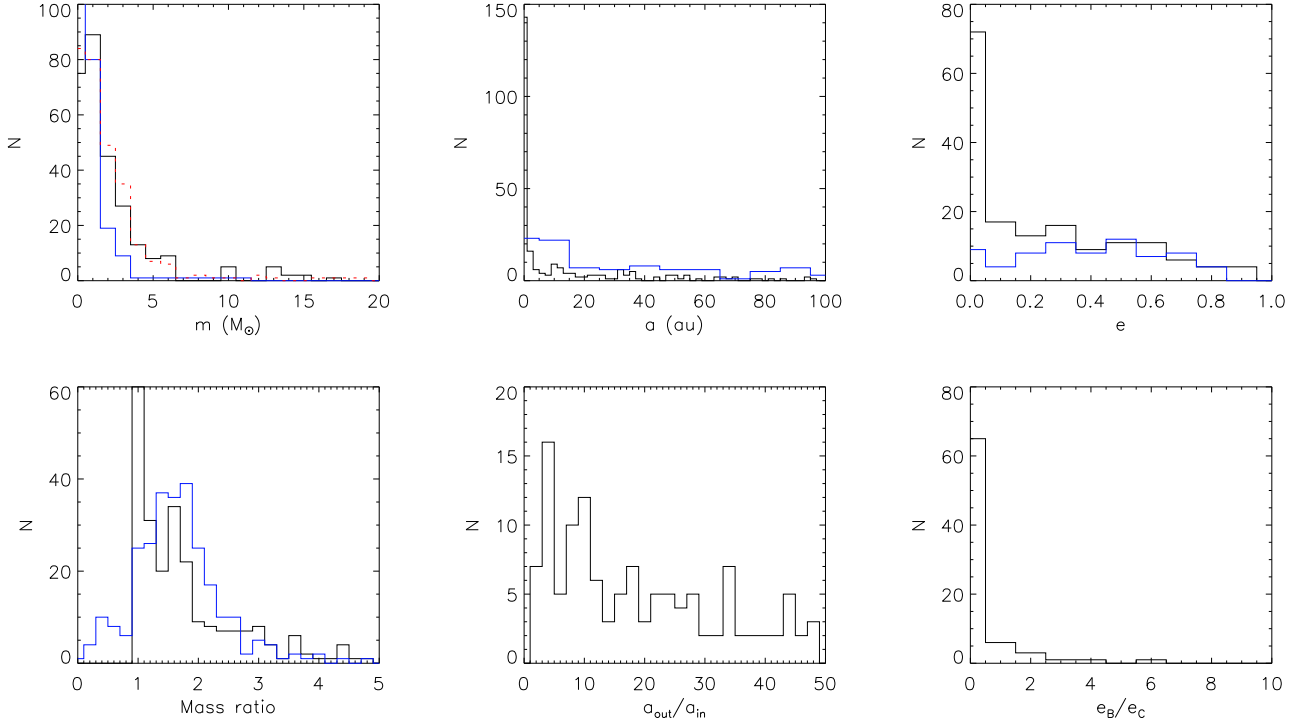 100
80
60
40
20
0
N
0 5 10 15 20
m (M⊙)
150
100
50
0
N
0 20 40 60 80 100
a (au)
80
60
40
20
0
N
0.0 0.2 0.4 0.6 0.8 1.0
e
60
40
20
0
N
0 1 2 3 4 5
Mass ratio
20
15
10
5
0
N
0 10 20 30 40 50
a_out/a_in
80
60
40
20
0
N
0 2 4 6 8 10
e_B/e_C